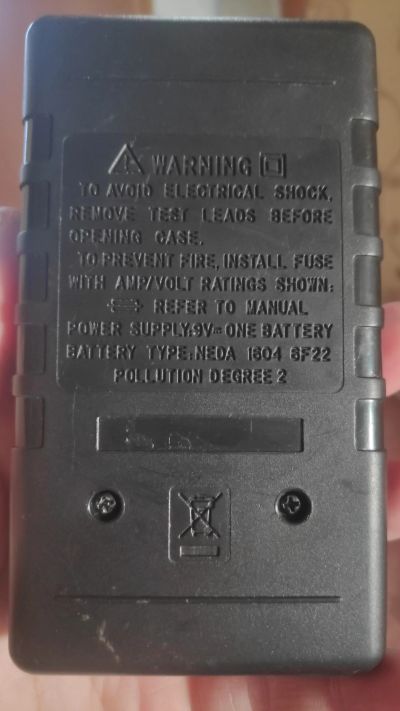 WARNING
TO AVOID ELECTRICAL SHOCK,
REMOVE TEST LEADS BEFORE
OPENING CASE.
TO PREVENT FIRE, INSTALL FUSE
WITH AMP/VOLT RATINGS SHOWN:
REFER TO MANUAL
POWER SUPPLY:9V⎓ONE BATTERY
BATTERY TYPE:NEDA 1604 6F22
POLLUTION DEGREE 2